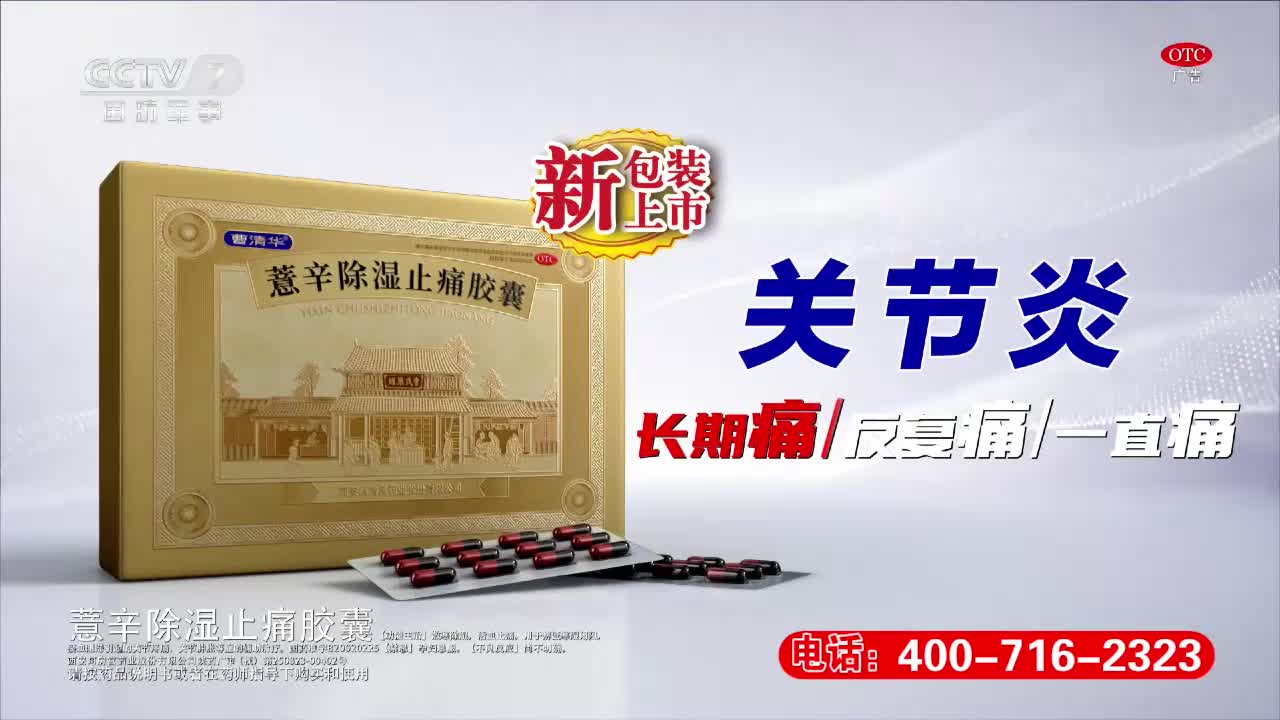 CCTV 7
国防军事
OTC
广告
新包装上市
曹清华
OTC
薏辛除湿止痛胶囊
YIXIN CHUSHIZHITONG JIAONANG
关节炎
长期痛/反复痛/一直痛
薏辛除湿止痛胶囊
请按药品说明书或者在药师指导下购买和使用
电话：400-716-2323